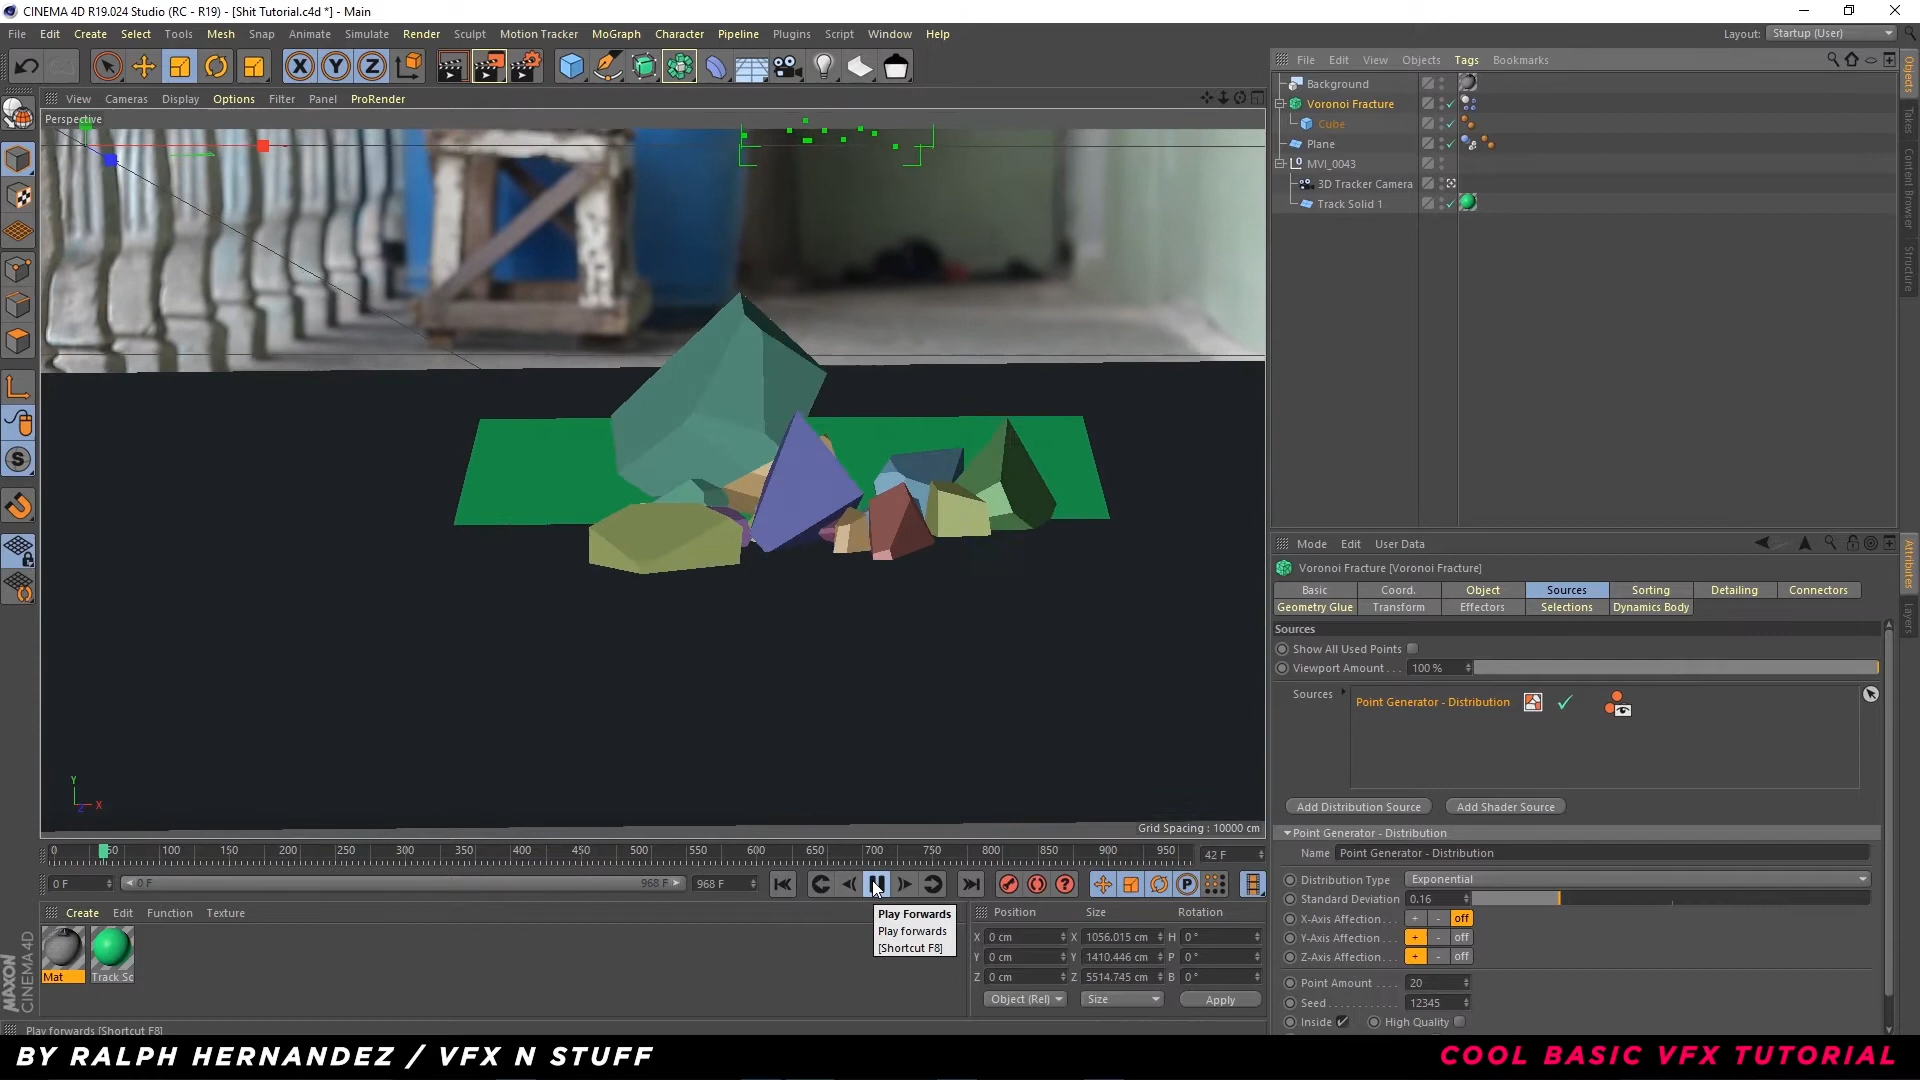 CINEMA 4D R19.024 Studio (RC - R19) - [Shit Tutorial.c4d *] - Main
File Edit Create Select Tools Mesh Snap Animate Simulate Render Sculpt Motion Tracker MoGraph Character Pipeline Plugins Script Window Help
Layout: Startup (User)
View Cameras Display Options Filter Panel ProRender
Perspective
File Edit View Objects Tags Bookmarks
Background
Voronoi Fracture
Cube
Plane
MVI_0043
3D Tracker Camera
Track Solid 1
Objects
Takes
Content Browser
Structure
Mode Edit User Data
Voronoi Fracture [Voronoi Fracture]
Basic Coord. Object Sources Sorting Detailing Connectors
Geometry Glue Transform Effectors Selections Dynamics Body
Attributes
Layers
Sources
Show All Used Points
Viewport Amount . . . 100 %
Sources
Point Generator - Distribution
Add Distribution Source Add Shader Source
Point Generator - Distribution
Name Point Generator - Distribution
Distribution Type Exponential
Standard Deviation 0.16
X-Axis Affection . . . + - off
Y-Axis Affection . . . + - off
Z-Axis Affection . . . + - off
Point Amount . . . . 20
Seed . . . . . . . . . . . 12345
Inside High Quality
Y
X
Z
Grid Spacing : 10000 cm
0 50 100 150 200 250 300 350 400 450 500 550 600 650 700 750 800 850 900 950
42 F
0 F 0 F 968 F 968 F
Play Forwards
Play forwards
[Shortcut F8]
Create Edit Function Texture
Mat Track Sc
Position Size Rotation
X 0 cm X 1056.015 cm H 0 °
Y 0 cm Y 1410.446 cm P 0 °
Z 0 cm Z 5514.745 cm B 0 °
Object (Rel) Size Apply
MAXON
CINEMA 4D
Play forwards [Shortcut F8]
BY RALPH HERNANDEZ / VFX N STUFF
COOL BASIC VFX TUTORIAL